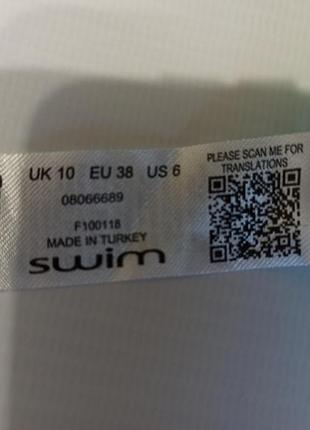 UK 10 EU 38 US 6
08066689
F100118
MADE IN TURKEY
swim
PLEASE SCAN ME FOR
TRANSLATIONS